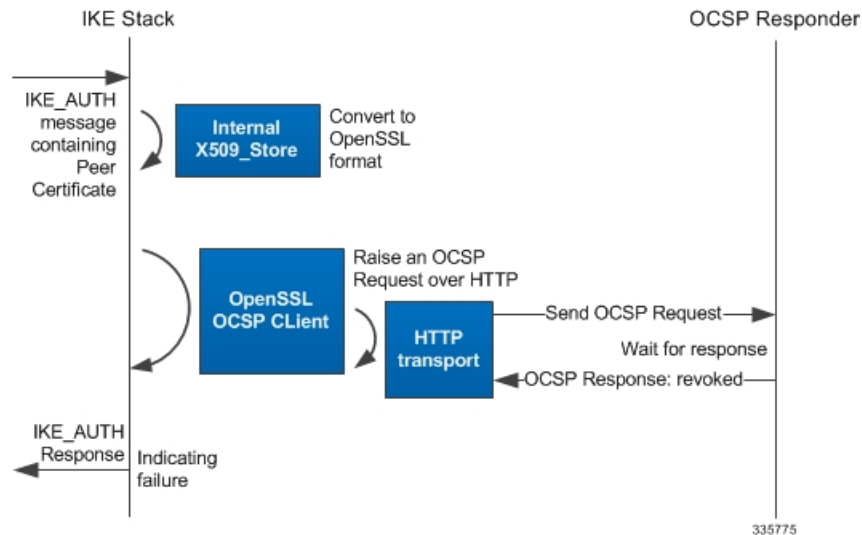 IKE Stack
OCSP Responder
IKE_AUTH
message
containing
Peer
Certificate
Internal
X509_Store
Convert to
OpenSSL
format
OpenSSL
OCSP CLient
Raise an OCSP
Request over HTTP
HTTP
transport
Send OCSP Request
Wait for response
OCSP Response: revoked
IKE_AUTH
Response
Indicating
failure
335775